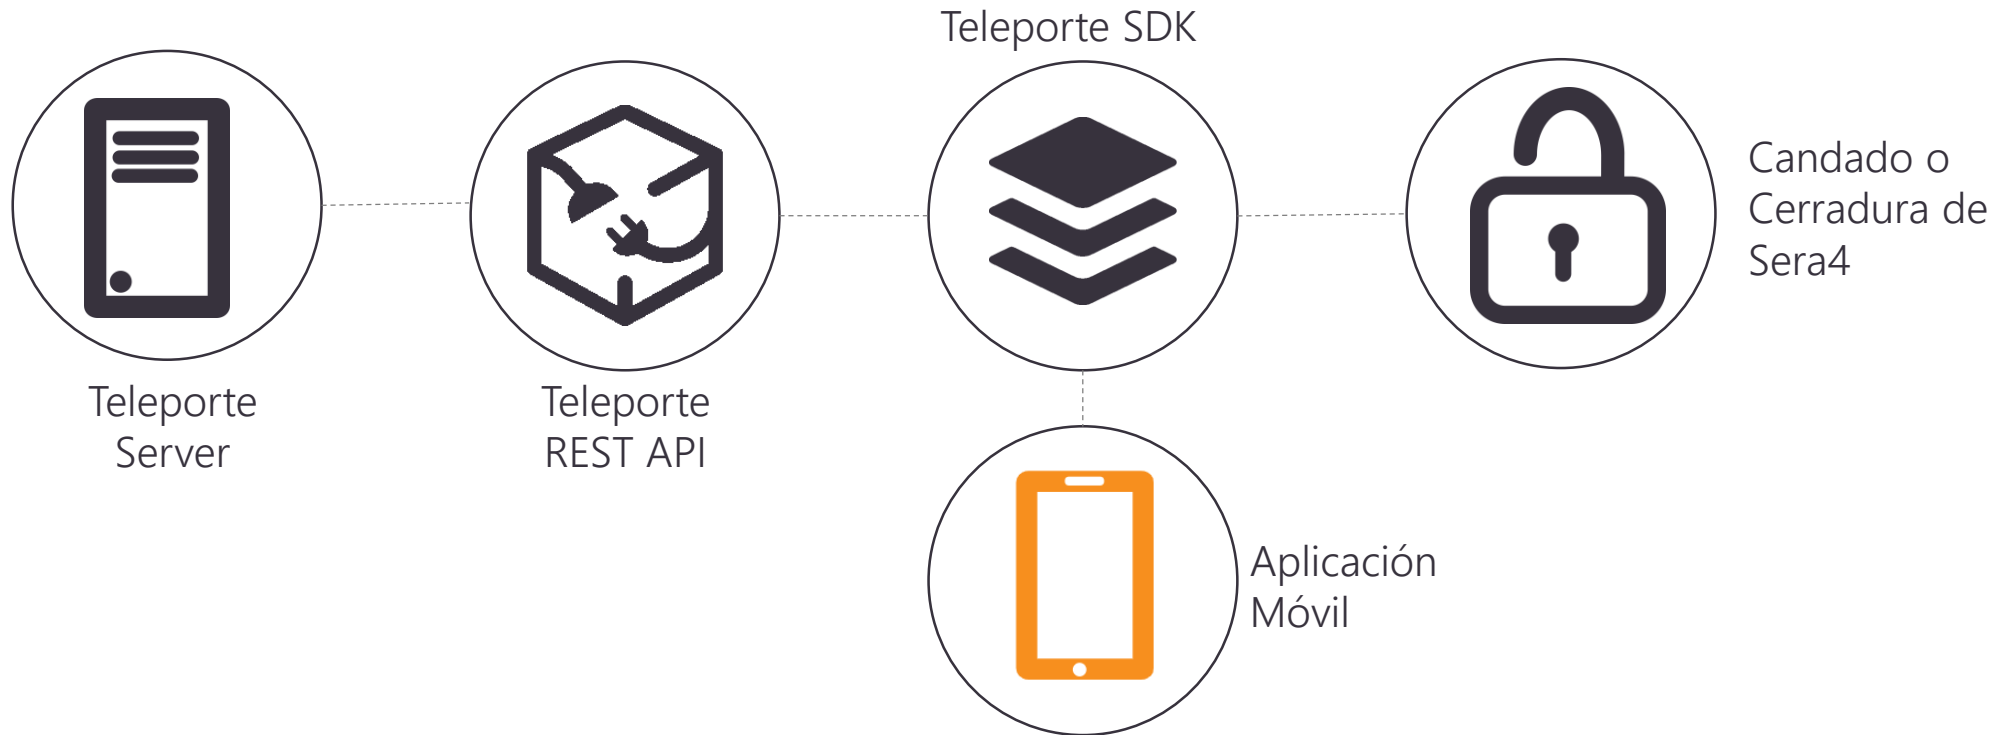 Teleporte SDK
Candado o
Cerradura de
Sera4
Teleporte
Server
Teleporte
REST API
Aplicación
Móvil